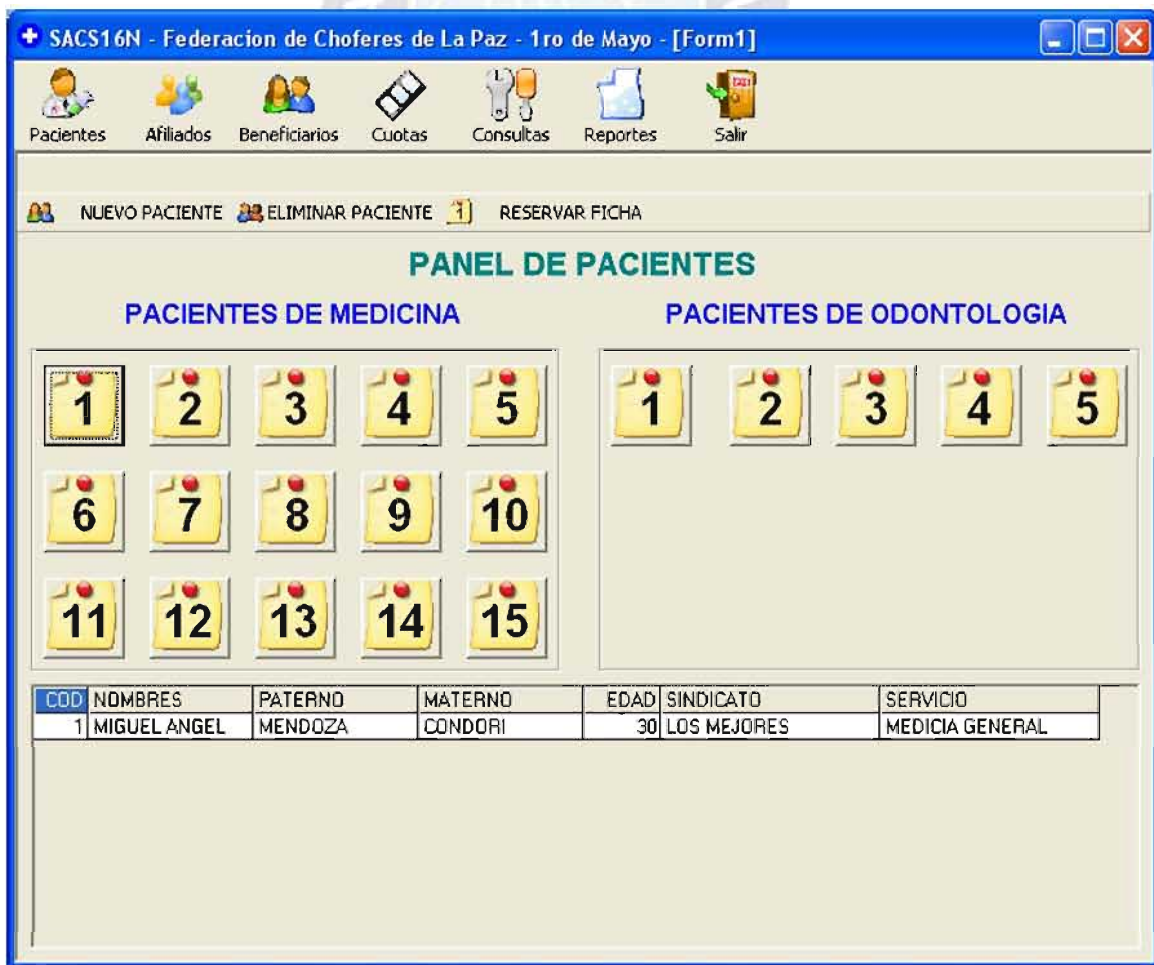 SACS16N - Federacion de Choferes de La Paz - 1ro de Mayo - [Form1]
Pacientes Afiliados Beneficiarios Cuotas Consultas Reportes Salir
NUEVO PACIENTE ELIMINAR PACIENTE 1 RESERVAR FICHA
PANEL DE PACIENTES
PACIENTES DE MEDICINA PACIENTES DE ODONTOLOGIA
1 2 3 4 5 1 2 3 4 5
6 7 8 9 10
11 12 13 14 15
COD NOMBRES PATERNO MATERNO EDAD SINDICATO SERVICIO
1 MIGUEL ANGEL MENDOZA CONDORI 30 LOS MEJORES MEDICIA GENERAL